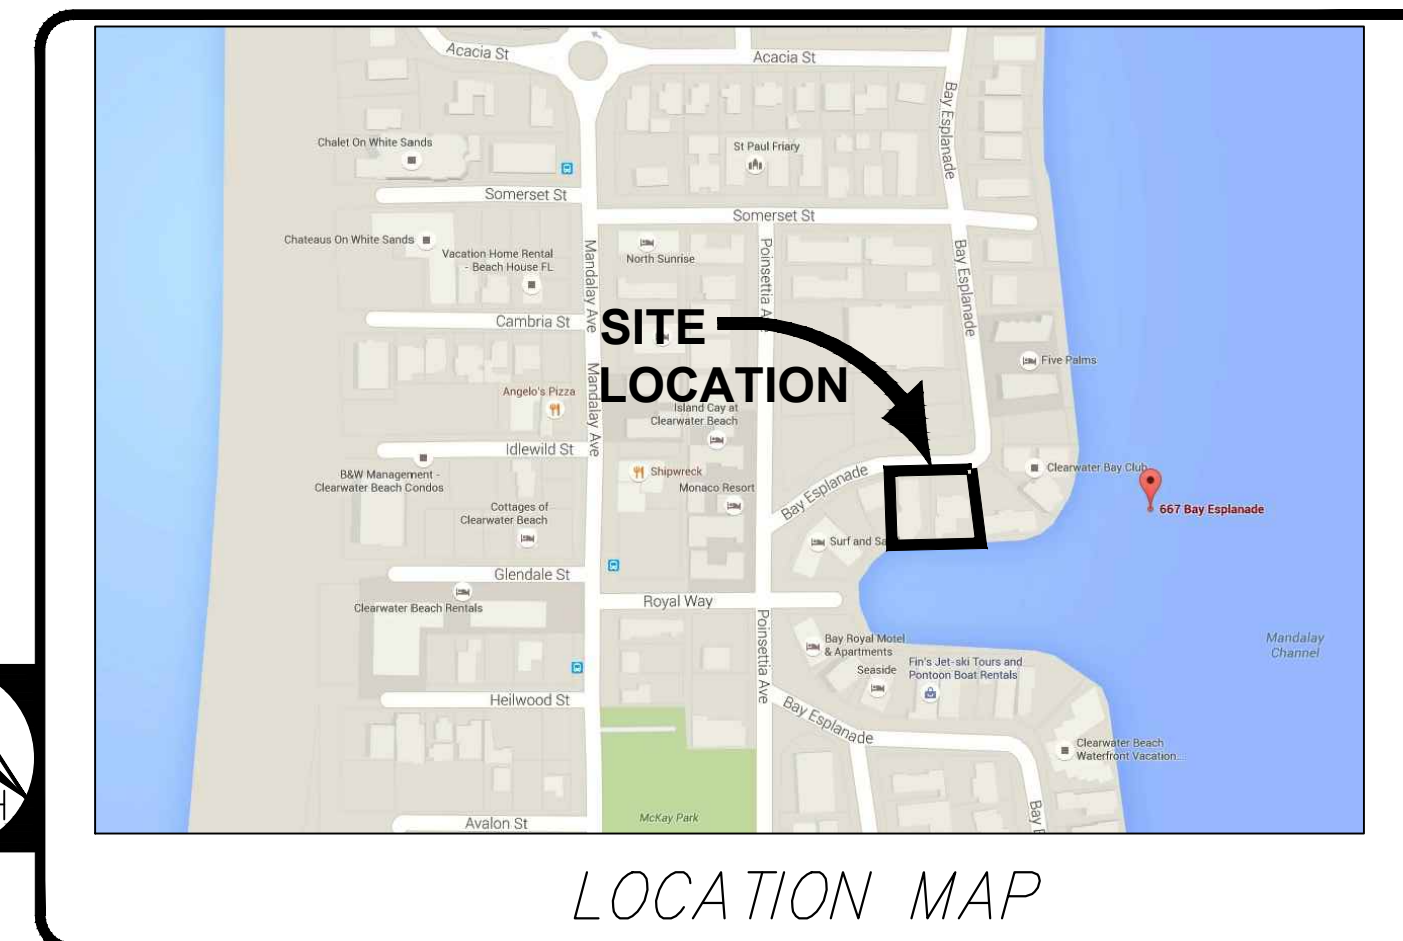 Acacia St
Acacia St
Bay Esplanade
Chalet On White Sands
St Paul Friary
Somerset St
Somerset St
Chateaus On White Sands
Vacation Home Rental
- Beach House FL
Mandalay Ave
North Sunrise
Poinsettia
Bay Esplanade
Cambria St
SITE
LOCATION
Five Palms
Mandalay Ave
Angelo's Pizza
Island Cay at
Clearwater Beach
Idlewild St
Shipwreck
Bay Esplanade
Clearwater Bay Club
B&W Management -
Clearwater Beach Condos
Monaco Resort
667 Bay Esplanade
Cottages of
Clearwater Beach
Surf and
Glendale St
Royal Way
Clearwater Beach Rentals
Poinsettia Ave
Bay Royal Motel
& Apartments
Mandalay
Channel
Seaside
Fin's Jet-ski Tours and
Pontoon Boat Rentals
Heilwood St
Bay Esplanade
Clearwater Beach
Waterfront Vacation...
McKay Park
Avalon St
Bay
LOCATION MAP